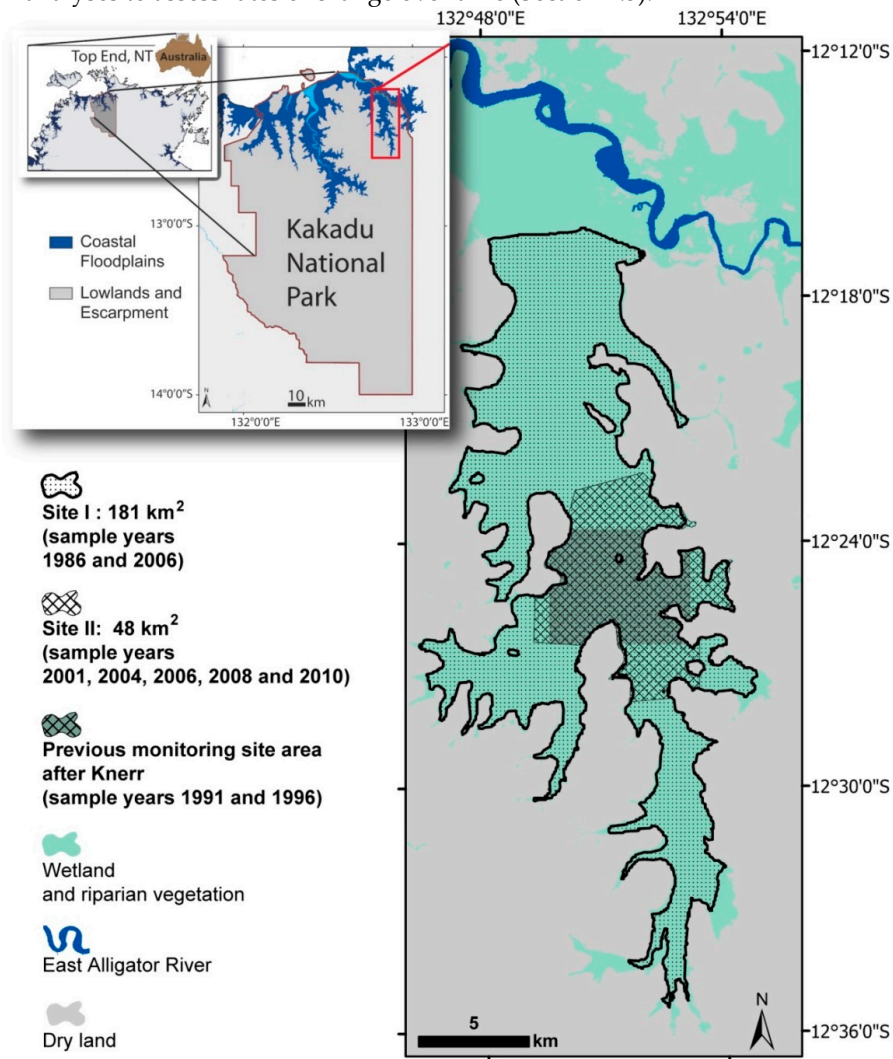 132°48'0"E
132°54'0"E
12°12'0"S
12°18'0"S
12°24'0"S
12°30'0"S
12°36'0"S
Top End, NT
Australia
13°0'0"S
14°0'0"S
132°0'0"E
133°0'0"E
Kakadu
National
Park
Coastal
Floodplains
Lowlands and
Escarpment
N
10 km
Site I : 181 km²
(sample years
1986 and 2006)
Site II: 48 km²
(sample years
2001, 2004, 2006, 2008 and 2010)
Previous monitoring site area
after Knerr
(sample years 1991 and 1996)
Wetland
and riparian vegetation
East Alligator River
Dry land
5
km
N